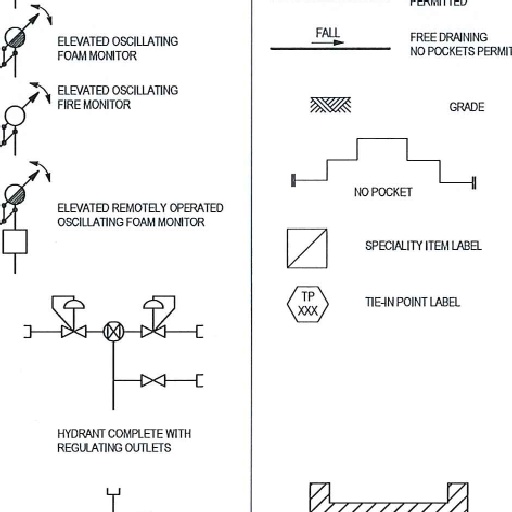 ELEVATED OSCILLATING
FOAM MONITOR
ELEVATED OSCILLATING
FIRE MONITOR
ELEVATED REMOTELY OPERATED
OSCILLATING FOAM MONITOR
HYDRANT COMPLETE WITH
REGULATING OUTLETS
PERMITTED
FALL
FREE DRAINING
NO POCKETS PERMIT
GRADE
NO POCKET
SPECIALITY ITEM LABEL
TP
XXX
TIE-IN POINT LABEL